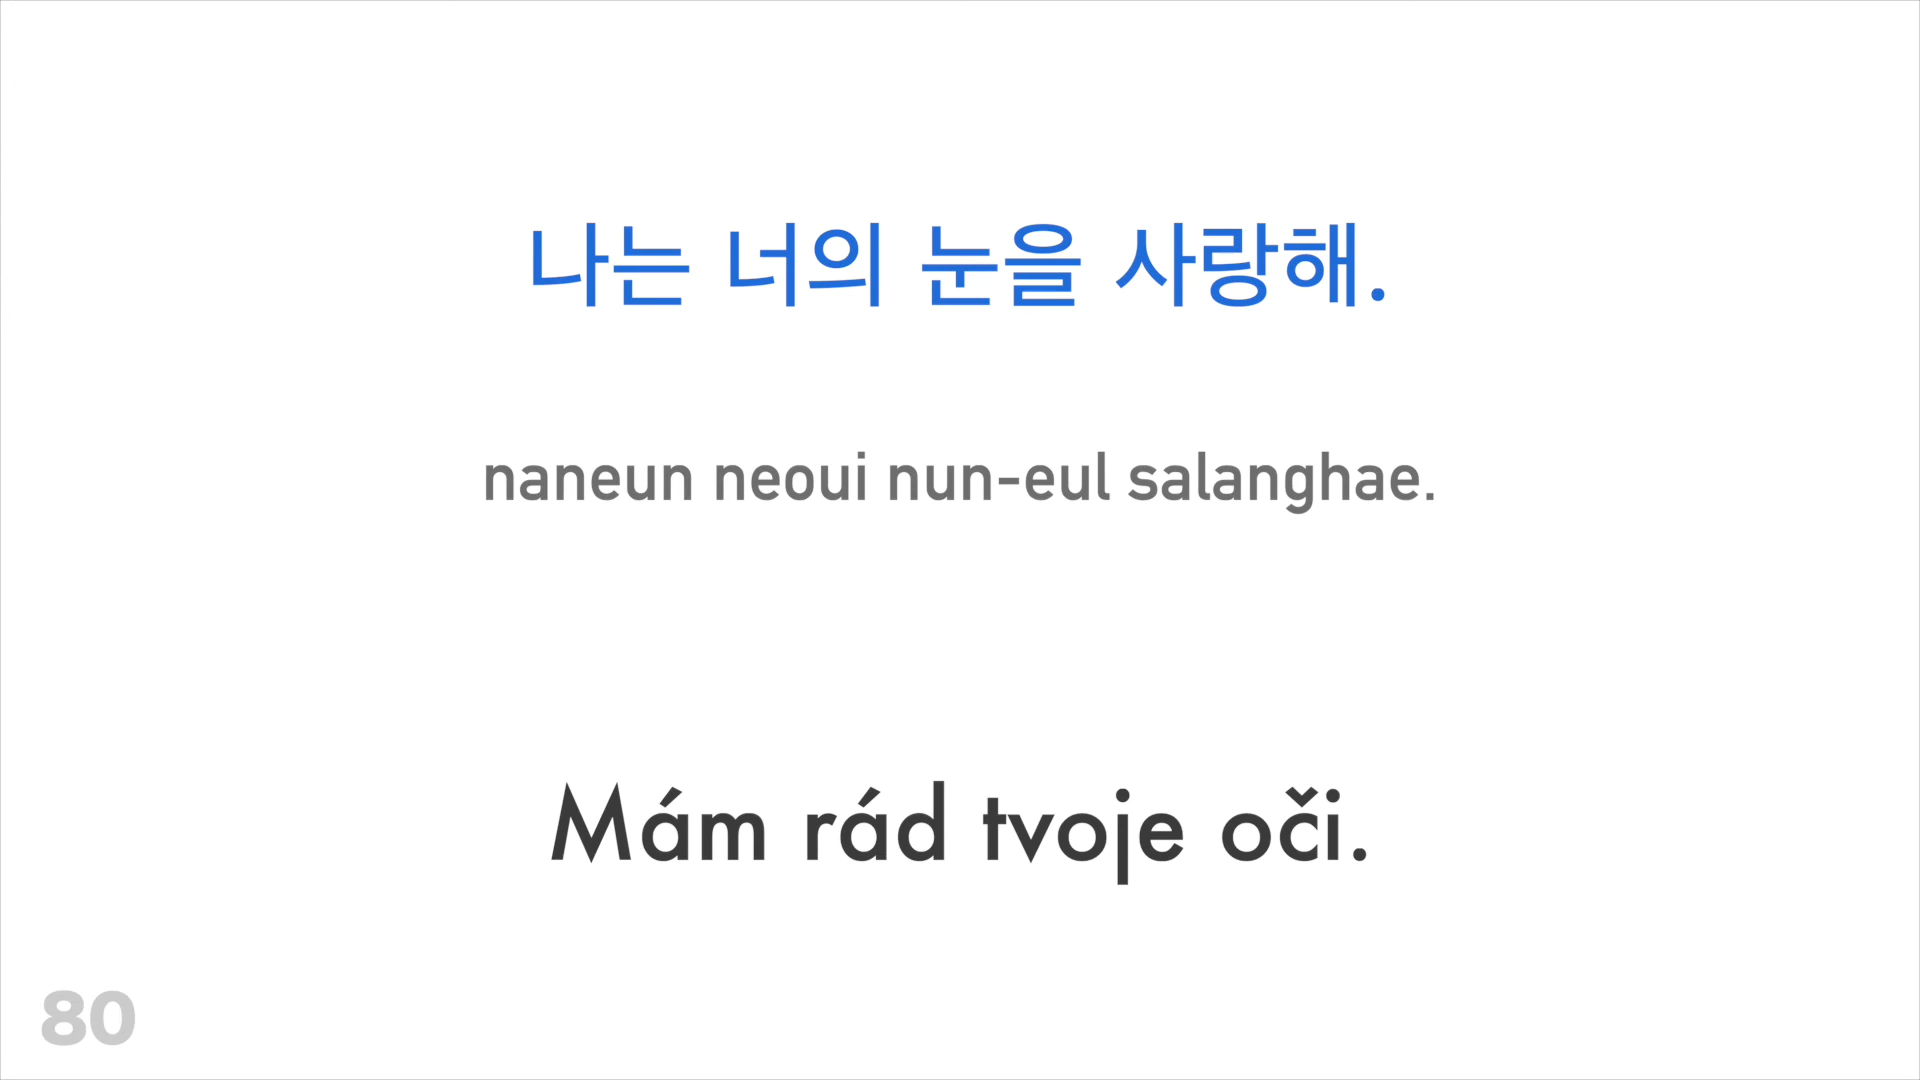 나는 너의 눈을 사랑해.
naneun neoui nun-eul salanghae.
Mám rád tvoje oči.
80